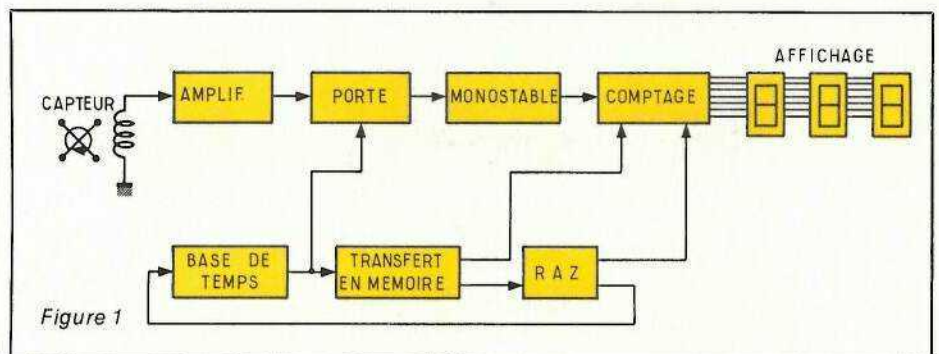 AFFICHAGE
CAPTEUR
AMPLIF.
PORTE
MONOSTABLE
COMPTAGE
BASE DE
TEMPS
TRANSFERT
EN MEMOIRE
R A Z
Figure 1